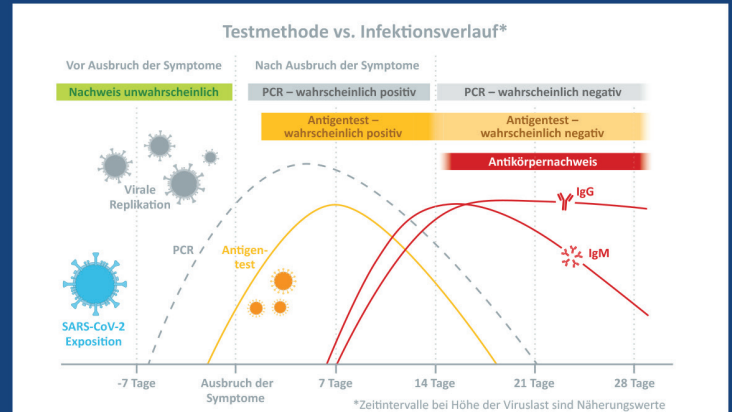 Testmethode vs. Infektionsverlauf*
Vor Ausbruch der Symptome
Nach Ausbruch der Symptome
Nachweis unwahrscheinlich
PCR – wahrscheinlich positiv
PCR – wahrscheinlich negativ
Antigentest –
wahrscheinlich positiv
Antigentest –
wahrscheinlich negativ
Antikörpernachweis
Virale
Replikation
IgG
PCR
Antigen-
test
IgM
SARS-CoV-2
Exposition
-7 Tage
Ausbruch der
Symptome
7 Tage
14 Tage
21 Tage
28 Tage
*Zeitintervalle bei Höhe der Viruslast sind Näherungswerte